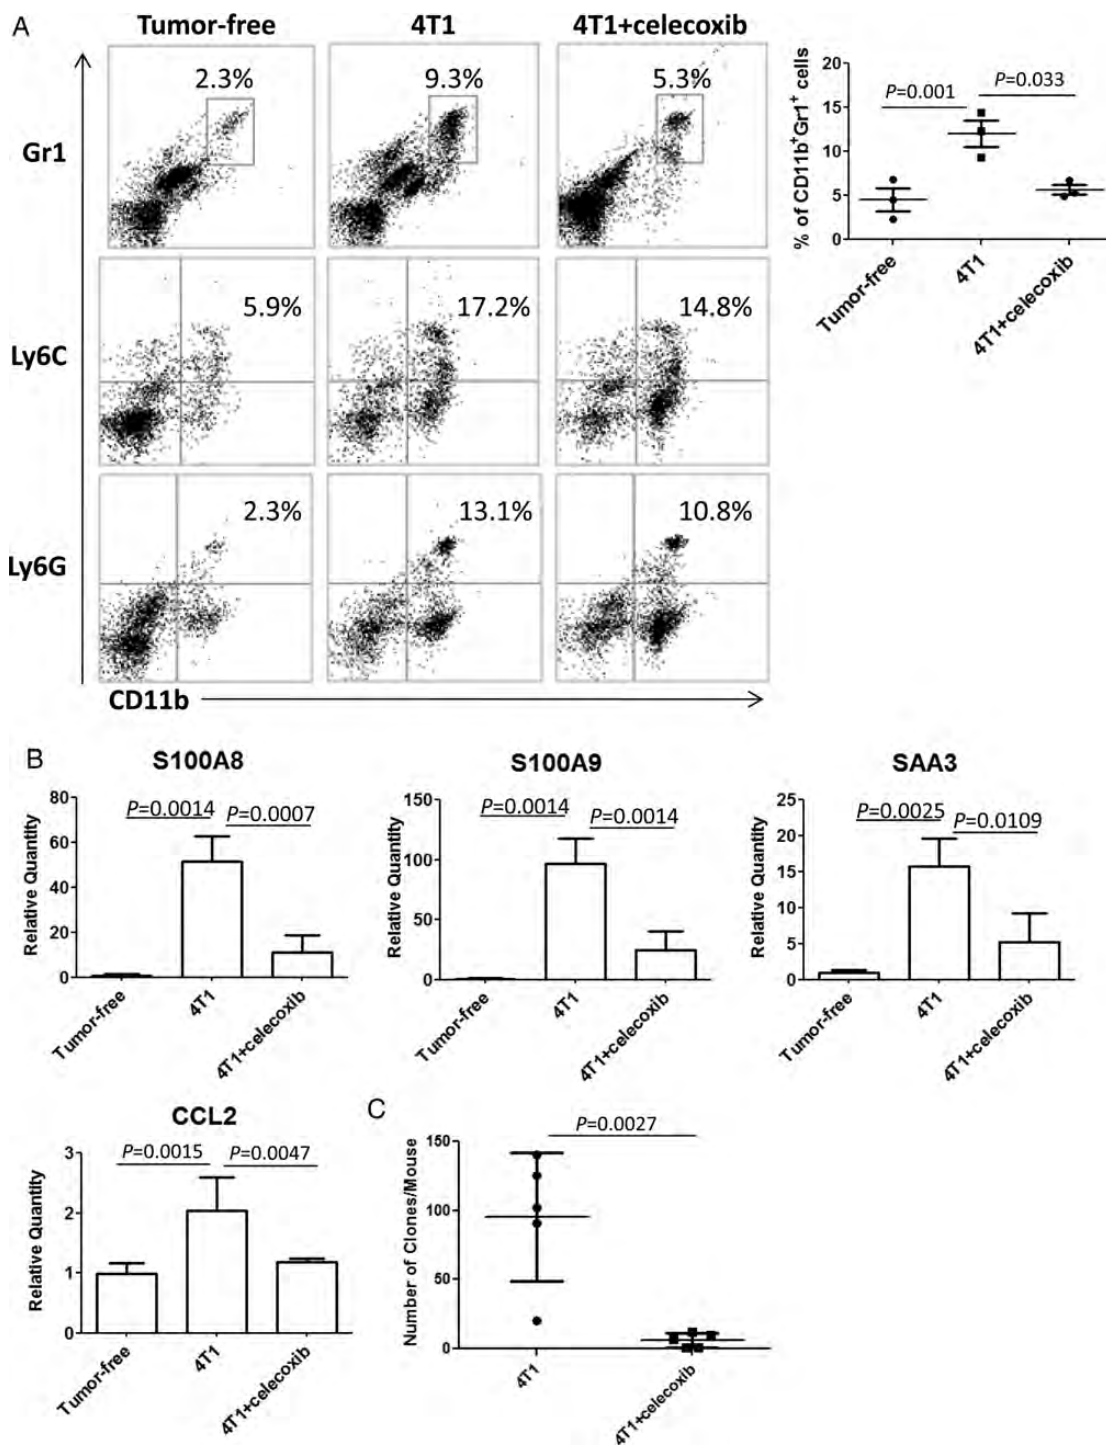 A
Tumor-free 4T1 4T1+celecoxib
2.3% 9.3% 5.3%
Gr1
5.9% 17.2% 14.8%
Ly6C
2.3% 13.1% 10.8%
Ly6G
CD11b
20
15
10
5
0
% of CD11b+Gr1+ cells
P=0.001 P=0.033
Tumor-free 4T1 4T1+celecoxib
B
S100A8
80
60
40
20
0
Relative Quantity
P=0.0014 P=0.0007
Tumor-free 4T1 4T1+celecoxib
S100A9
150
100
50
0
Relative Quantity
P=0.0014 P=0.0014
Tumor-free 4T1 4T1+celecoxib
SAA3
25
20
15
10
5
0
Relative Quantity
P=0.0025 P=0.0109
Tumor-free 4T1 4T1+celecoxib
CCL2
3
2
1
0
Relative Quantity
P=0.0015 P=0.0047
Tumor-free 4T1 4T1+celecoxib
C
150
100
50
0
Number of Clones/Mouse
P=0.0027
4T1 4T1+celecoxib